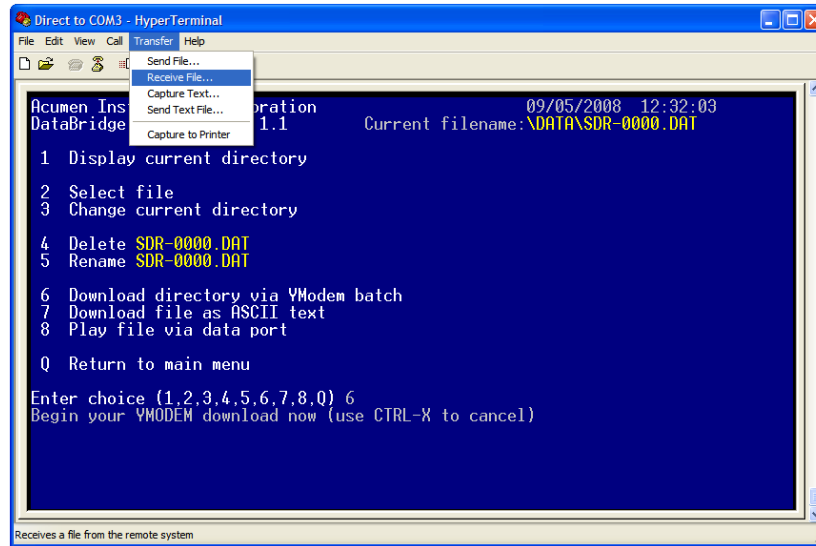 Direct to COM3 - HyperTerminal
File Edit View Call Transfer Help
Send File...
Receive File...
Capture Text...
Send Text File...
Capture to Printer
Acumen Ins oration 09/05/2008 12:32:03
DataBridge 1.1 Current filename:\DATA\SDR-0000.DAT
1 Display current directory
2 Select file
3 Change current directory
4 Delete SDR-0000.DAT
5 Rename SDR-0000.DAT
6 Download directory via YModem batch
7 Download file as ASCII text
8 Play file via data port
Q Return to main menu
Enter choice (1,2,3,4,5,6,7,8,Q) 6
Begin your YMODEM download now (use CTRL-X to cancel)
Receives a file from the remote system